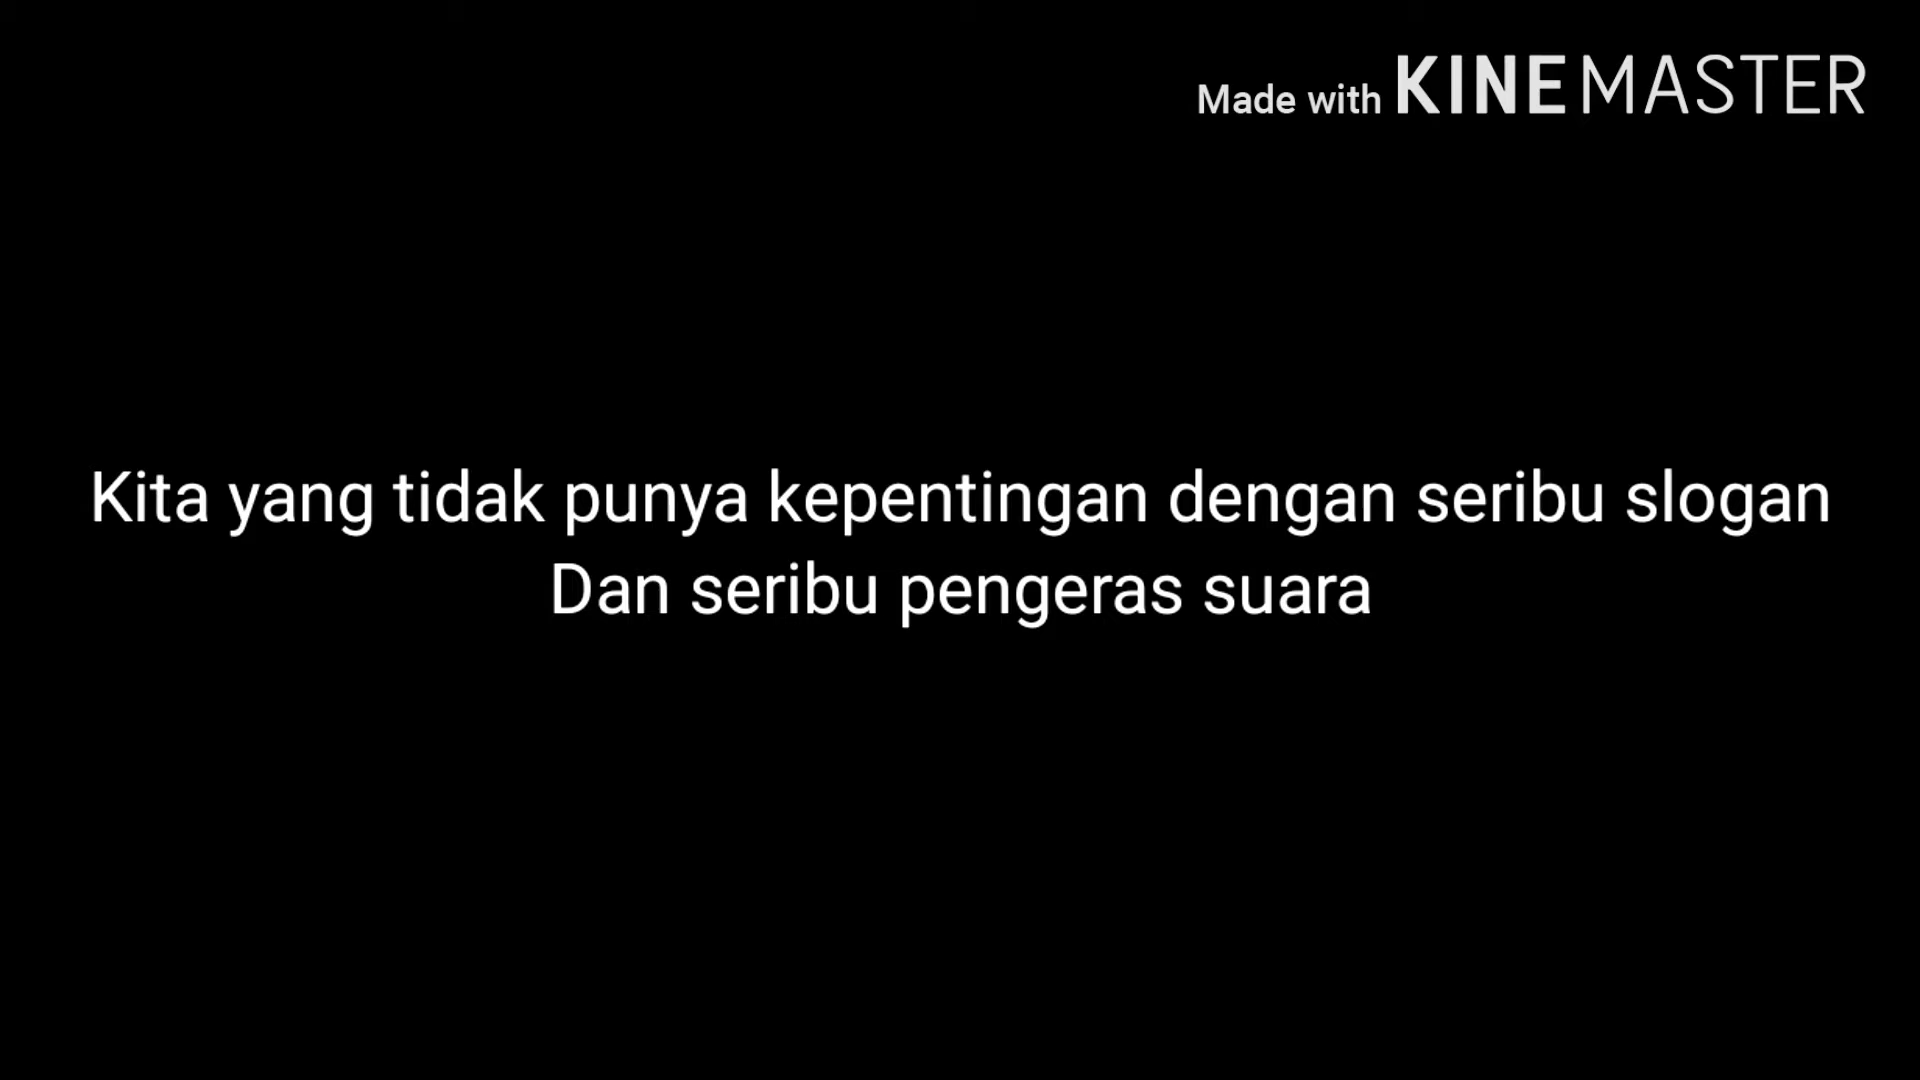 Made with KINEMASTER
Kita yang tidak punya kepentingan dengan seribu slogan
Dan seribu pengeras suara